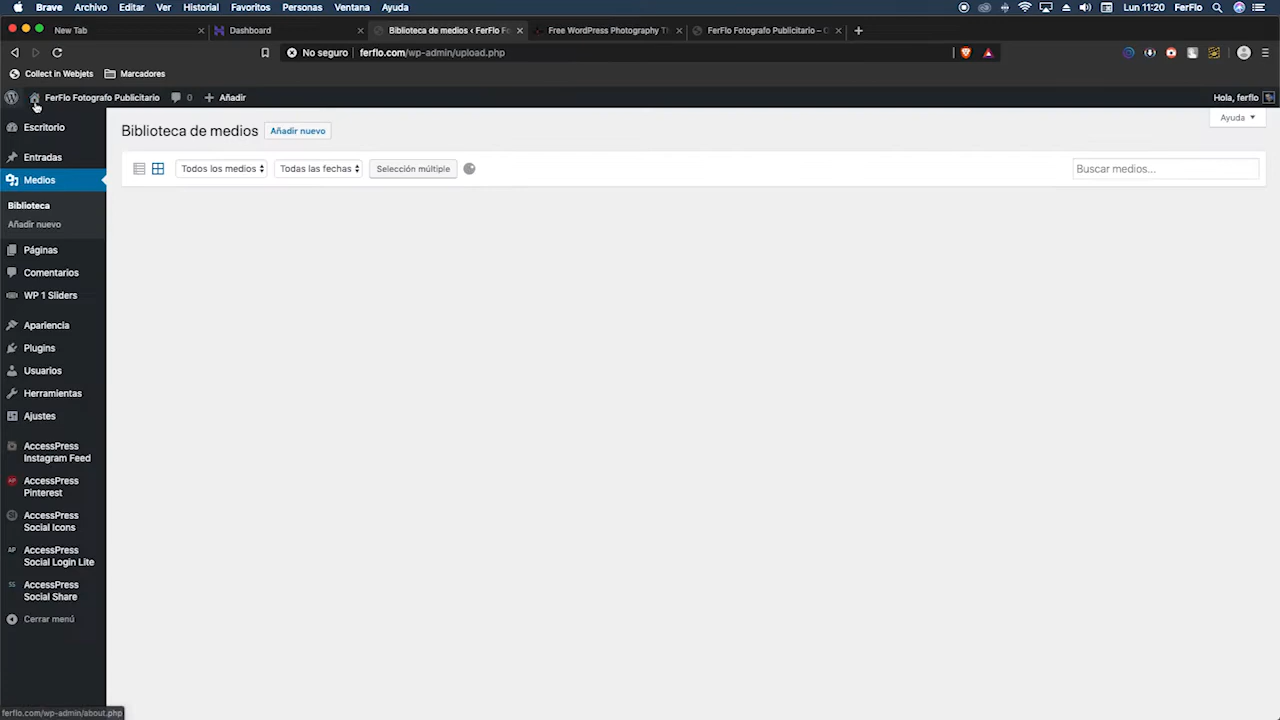 Brave Archivo Editar Ver Historial Favoritos Personas Ventana Ayuda Lun 11:20 FerFlo
New Tab Dashboard Biblioteca de medios ‹ FerFlo Fo Free WordPress Photography Th FerFlo Fotografo Publicitario – O
No seguro ferflo.com/wp-admin/upload.php
Collect in Webjets Marcadores
FerFlo Fotografo Publicitario 0 Añadir Hola, ferflo
Ayuda
Escritorio
Entradas
Medios
Biblioteca
Añadir nuevo
Páginas
Comentarios
WP 1 Sliders
Apariencia
Plugins
Usuarios
Herramientas
Ajustes
AccessPress
Instagram Feed
AccessPress
Pinterest
AccessPress
Social Icons
AccessPress
Social Login Lite
AccessPress
Social Share
Cerrar menú
Biblioteca de medios Añadir nuevo
Todos los medios Todas las fechas Selección múltiple Buscar medios...
ferflo.com/wp-admin/about.php